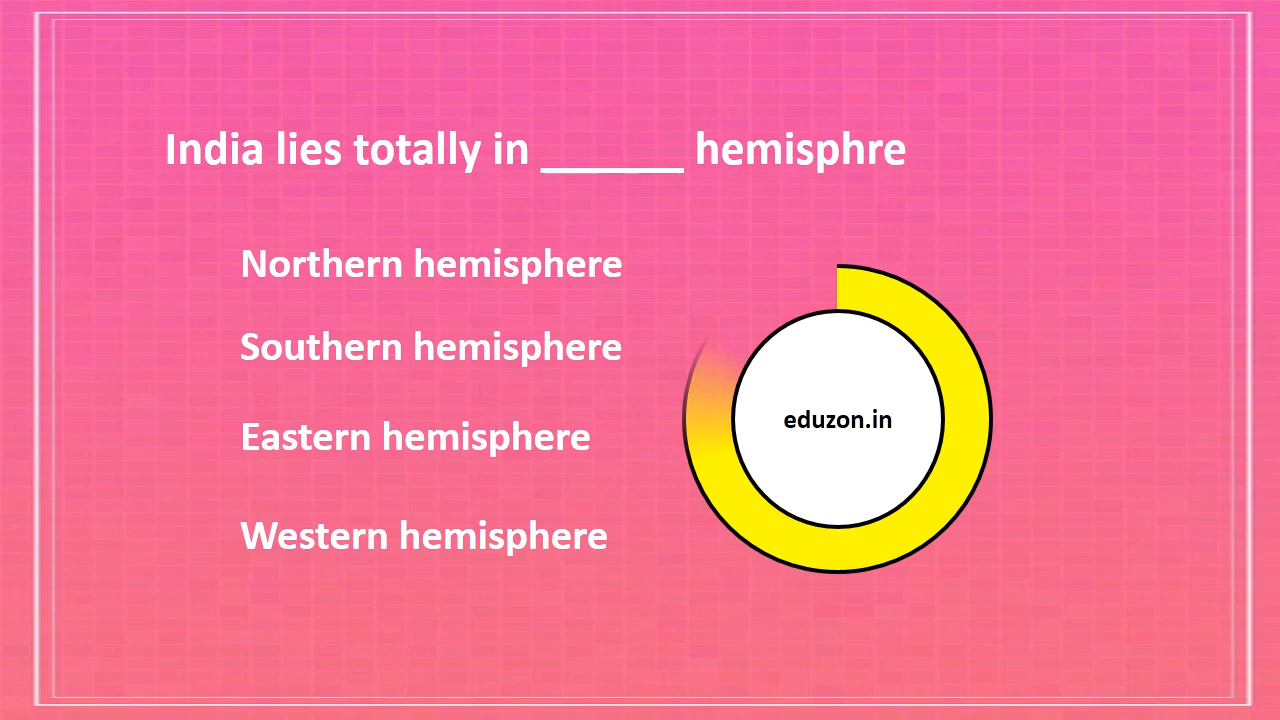 India lies totally in ______ hemisphre
Northern hemisphere
Southern hemisphere
Eastern hemisphere
Western hemisphere
eduzon.in